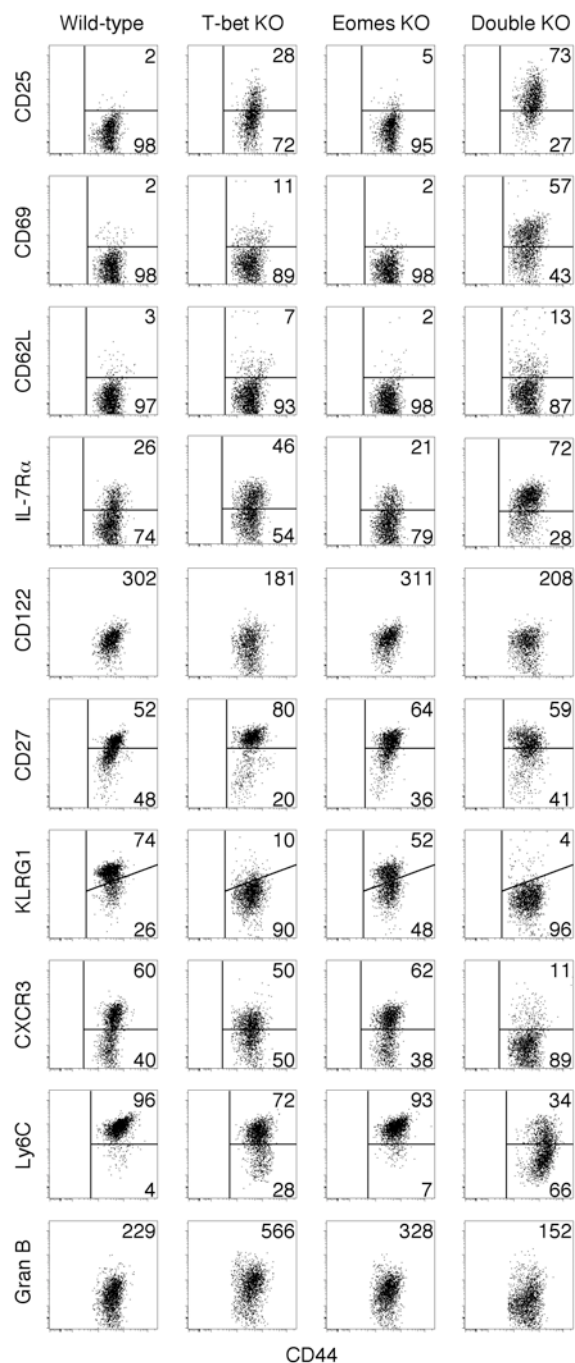 Wild-type T-bet KO Eomes KO Double KO
CD25 2 98 28 72 5 95 73 27
CD69 2 98 11 89 2 98 57 43
CD62L 3 97 7 93 2 98 13 87
IL-7Rα 26 74 46 54 21 79 72 28
CD122 302 181 311 208
CD27 52 48 80 20 64 36 59 41
KLRG1 74 26 10 90 52 48 4 96
CXCR3 60 40 50 50 62 38 11 89
Ly6C 96 4 72 28 93 7 34 66
Gran B 229 566 328 152
CD44